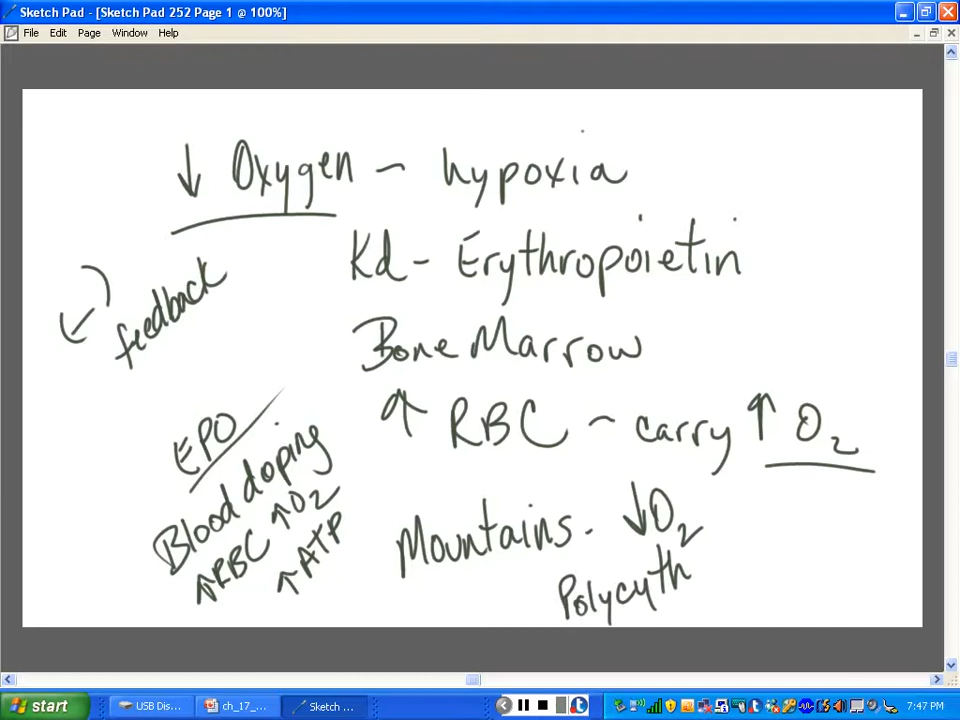 Sketch Pad - [Sketch Pad 252 Page 1 @ 100%]
File Edit Page Window Help
↓ Oxygen - hypoxia
Kd - Erythropoietin
feedback
Bone Marrow
↑ RBC ~ carry ↑ O2
EPO
Blood doping
↑RBC ↑O2
↑ATP
Mountains - ↓O2
Polycyth
start USB Dis... ch_17_... Sketch ... 7:47 PM